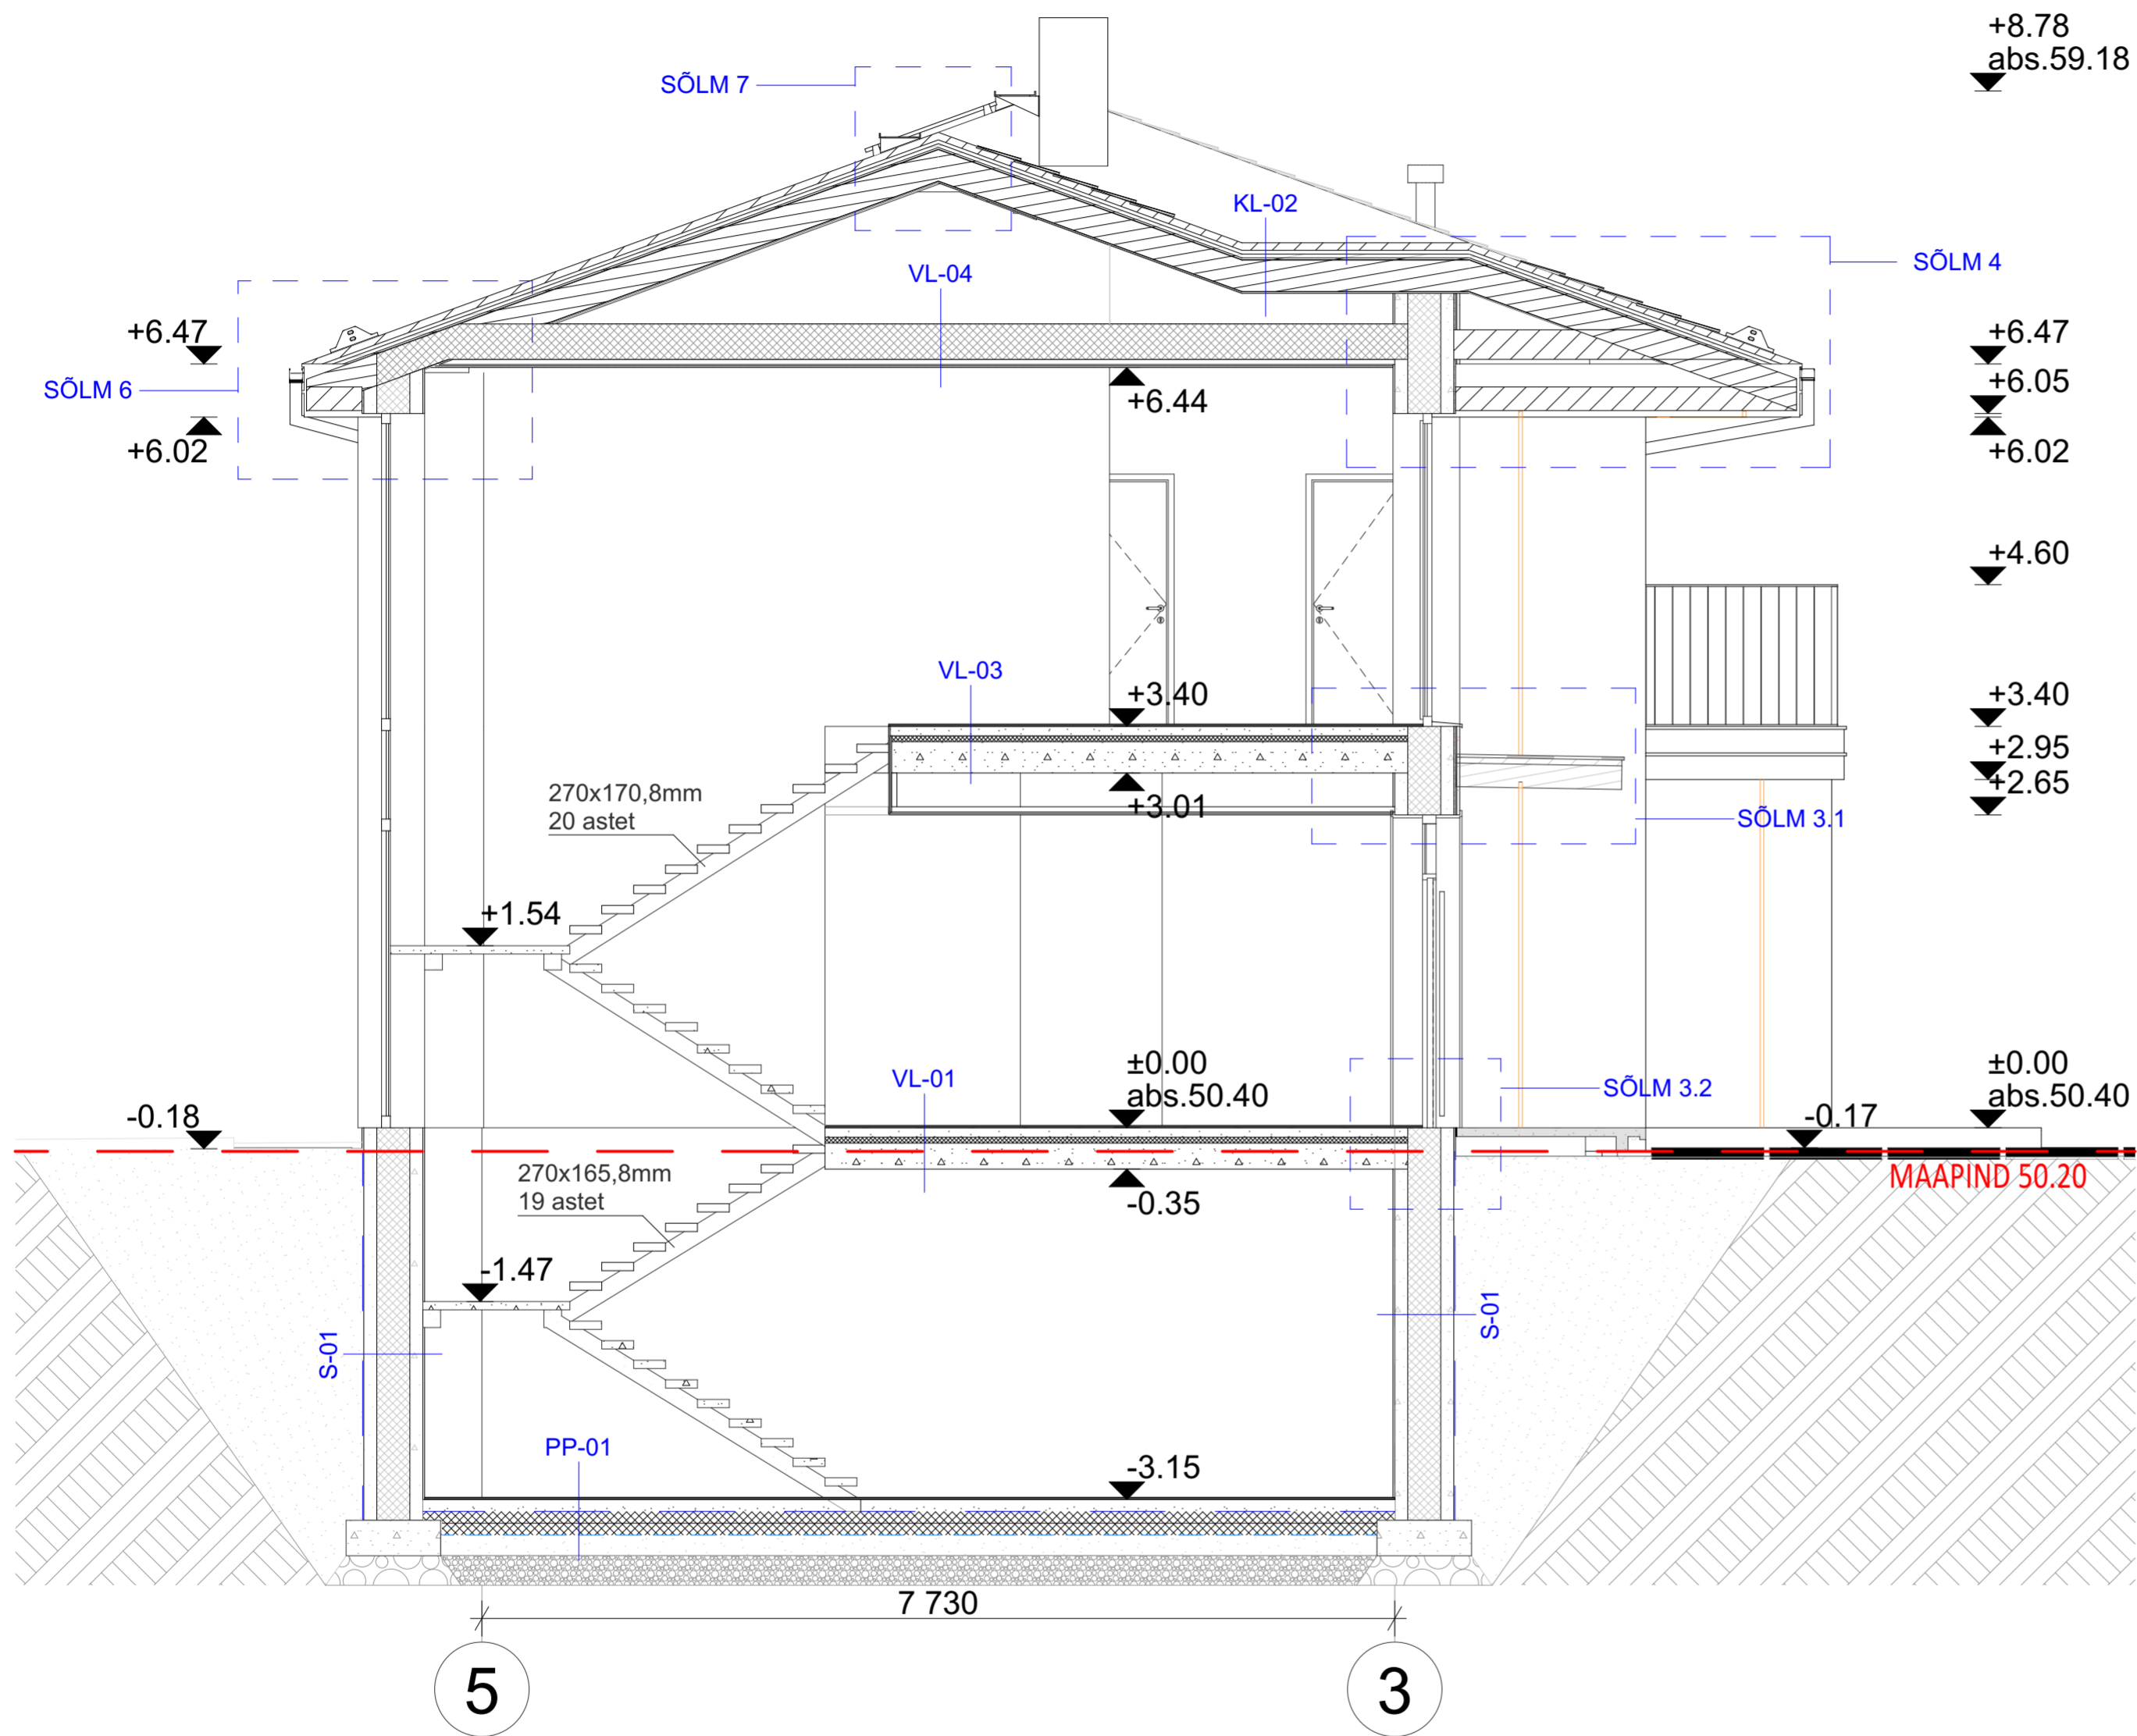 +8.78
abs.59.18
SÕLM 7
KL-02
SÕLM 4
VL-04
+6.47
+6.47
SÕLM 6
+6.05
+6.44
+6.02
+6.02
+4.60
VL-03
+3.40
+3.40
+2.95
+2.65
270x170,8mm
20 astet
+3.01
SÕLM 3.1
+1.54
±0.00
abs.50.40
±0.00
abs.50.40
VL-01
SÕLM 3.2
-0.18
-0.17
270x165,8mm
19 astet
MAAPIND 50.20
-0.35
-1.47
S-01
S-01
PP-01
-3.15
7 730
5
3